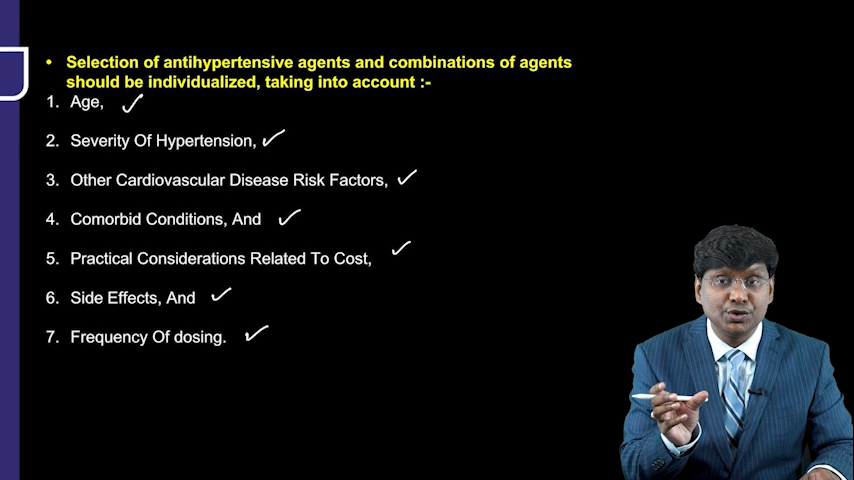 • Selection of antihypertensive agents and combinations of agents
should be individualized, taking into account :-
1. Age,
2. Severity Of Hypertension,
3. Other Cardiovascular Disease Risk Factors,
4. Comorbid Conditions, And
5. Practical Considerations Related To Cost,
6. Side Effects, And
7. Frequency Of dosing.